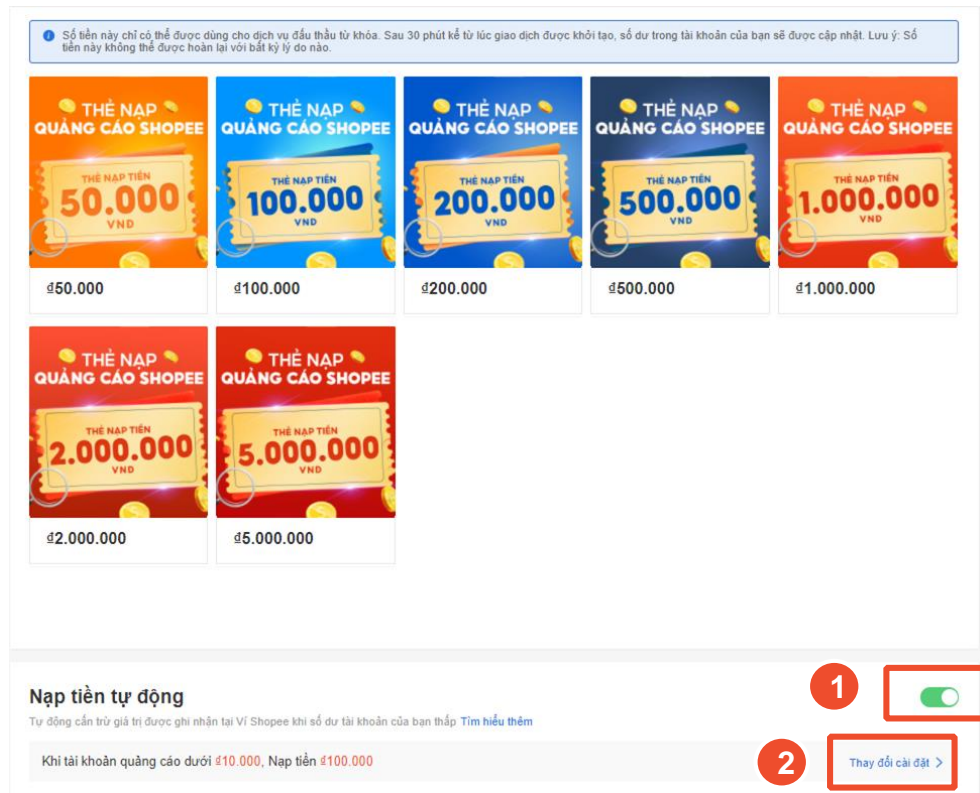 Số tiền này chỉ có thể được dùng cho dịch vụ đấu thầu từ khóa. Sau 30 phút kể từ lúc giao dịch được khởi tạo, số dư trong tài khoản của bạn sẽ được cập nhật. Lưu ý: Số
tiền này không thể được hoàn lại với bất kỳ lý do nào.
THẺ NẠP
QUẢNG CÁO SHOPEE
THẺ NẠP TIỀN
50.000
VND
₫50.000
THẺ NẠP
QUẢNG CÁO SHOPEE
THẺ NẠP TIỀN
100.000
VND
₫100.000
THẺ NẠP
QUẢNG CÁO SHOPEE
THẺ NẠP TIỀN
200.000
VND
₫200.000
THẺ NẠP
QUẢNG CÁO SHOPEE
THẺ NẠP TIỀN
500.000
VND
₫500.000
THẺ NẠP
QUẢNG CÁO SHOPEE
THẺ NẠP TIỀN
1.000.000
VND
₫1.000.000
THẺ NẠP
QUẢNG CÁO SHOPEE
THẺ NẠP TIỀN
2.000.000
VND
₫2.000.000
THẺ NẠP
QUẢNG CÁO SHOPEE
THẺ NẠP TIỀN
5.000.000
VND
₫5.000.000
Nạp tiền tự động
1
Tự động cấn trừ giá trị được ghi nhận tại Ví Shopee khi số dư tài khoản của bạn thấp Tìm hiểu thêm
Khi tài khoản quảng cáo dưới ₫10.000, Nạp tiền ₫100.000
2
Thay đổi cài đặt >